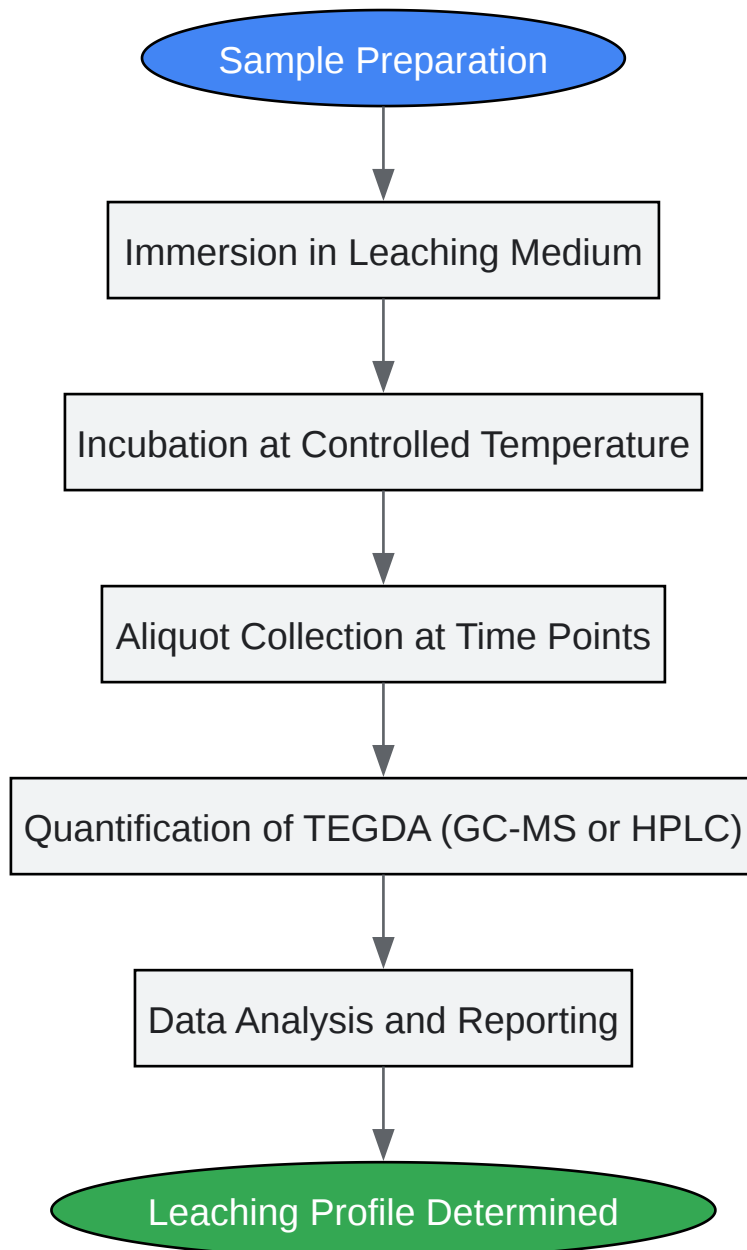 Sample Preparation
Immersion in Leaching Medium
Incubation at Controlled Temperature
Aliquot Collection at Time Points
Quantification of TEGDA (GC-MS or HPLC)
Data Analysis and Reporting
Leaching Profile Determined